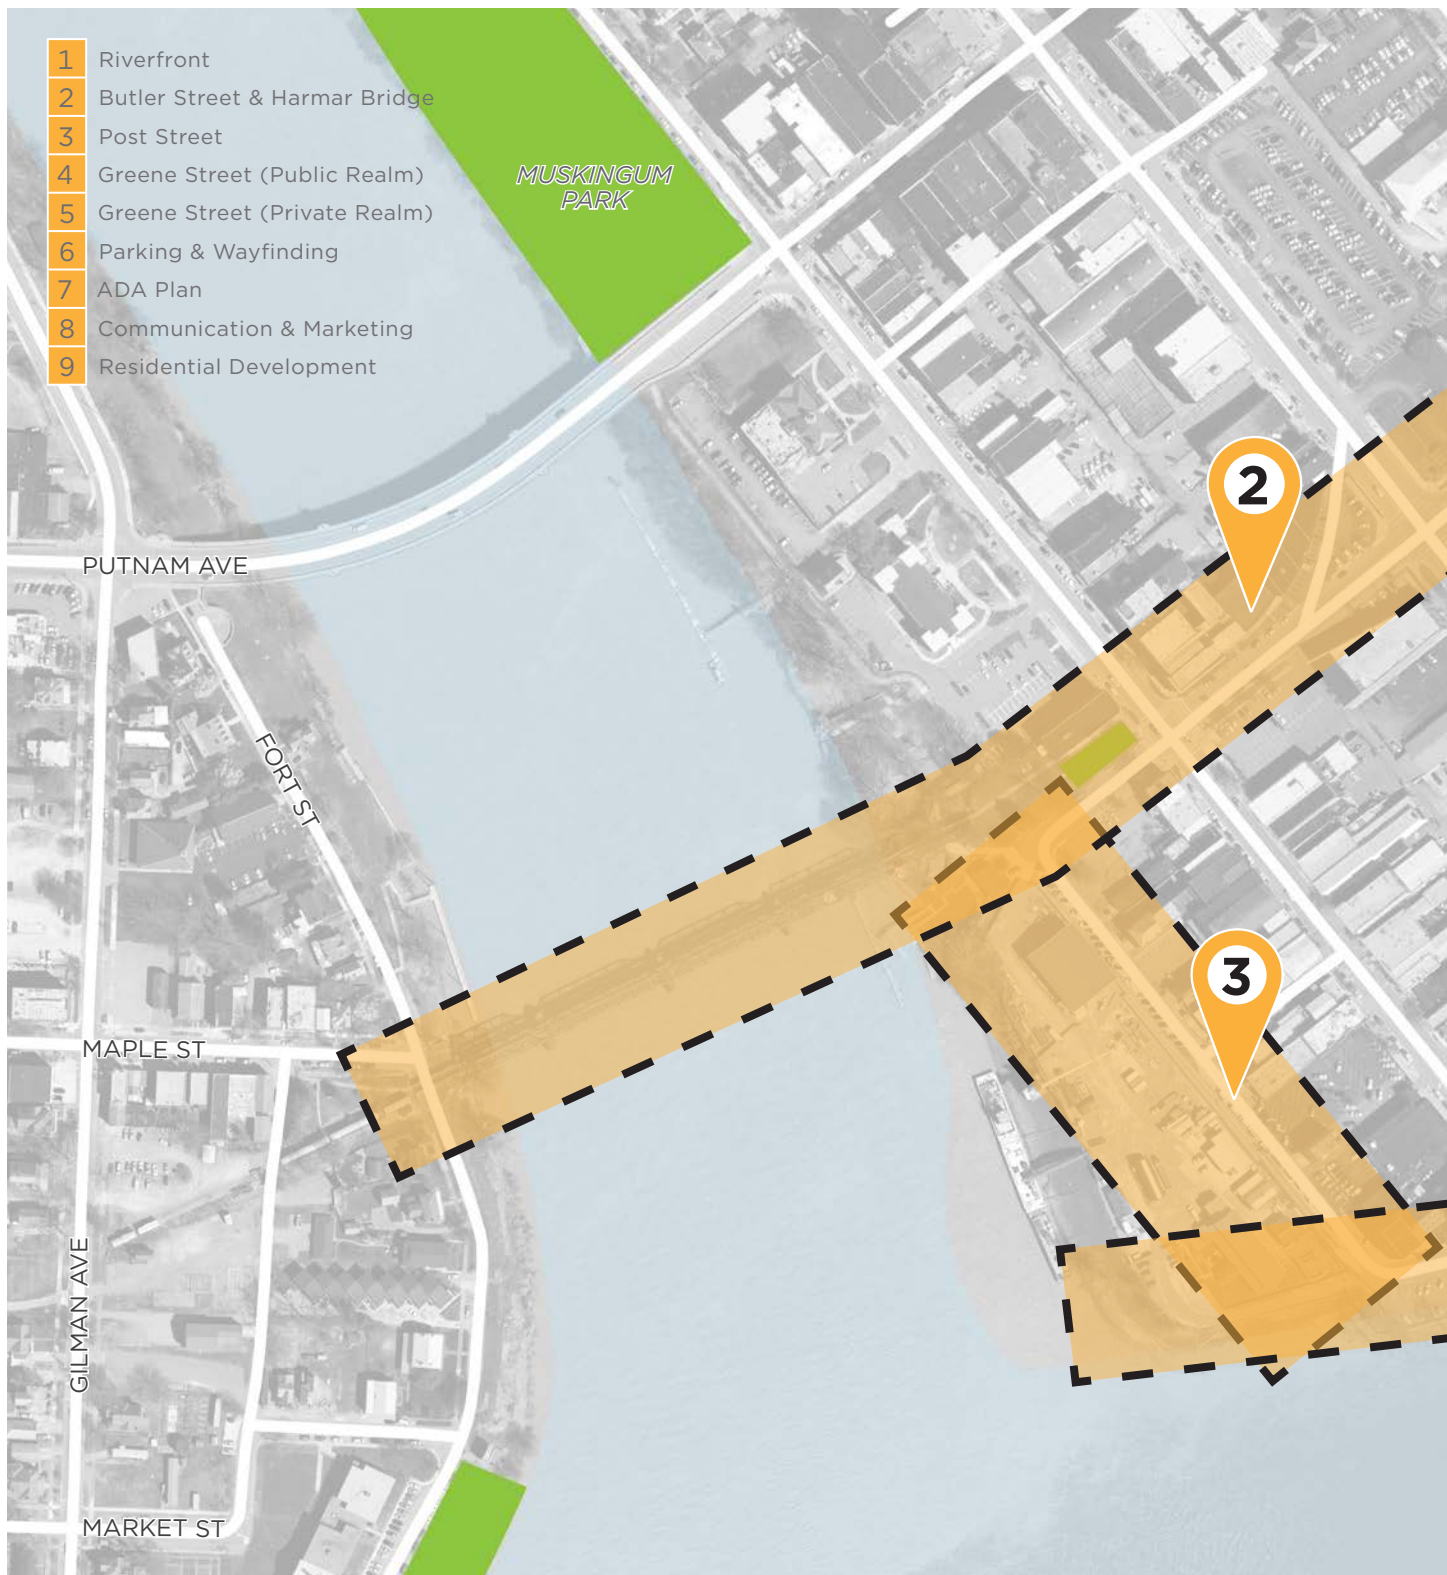 1 Riverfront
2 Butler Street & Harmar Bridge
3 Post Street
4 Greene Street (Public Realm)
5 Greene Street (Private Realm)
6 Parking & Wayfinding
7 ADA Plan
8 Communication & Marketing
9 Residential Development
MUSKINGUM
PARK
2
PUTNAM AVE
FORT ST
3
MAPLE ST
GILMAN AVE
MARKET ST